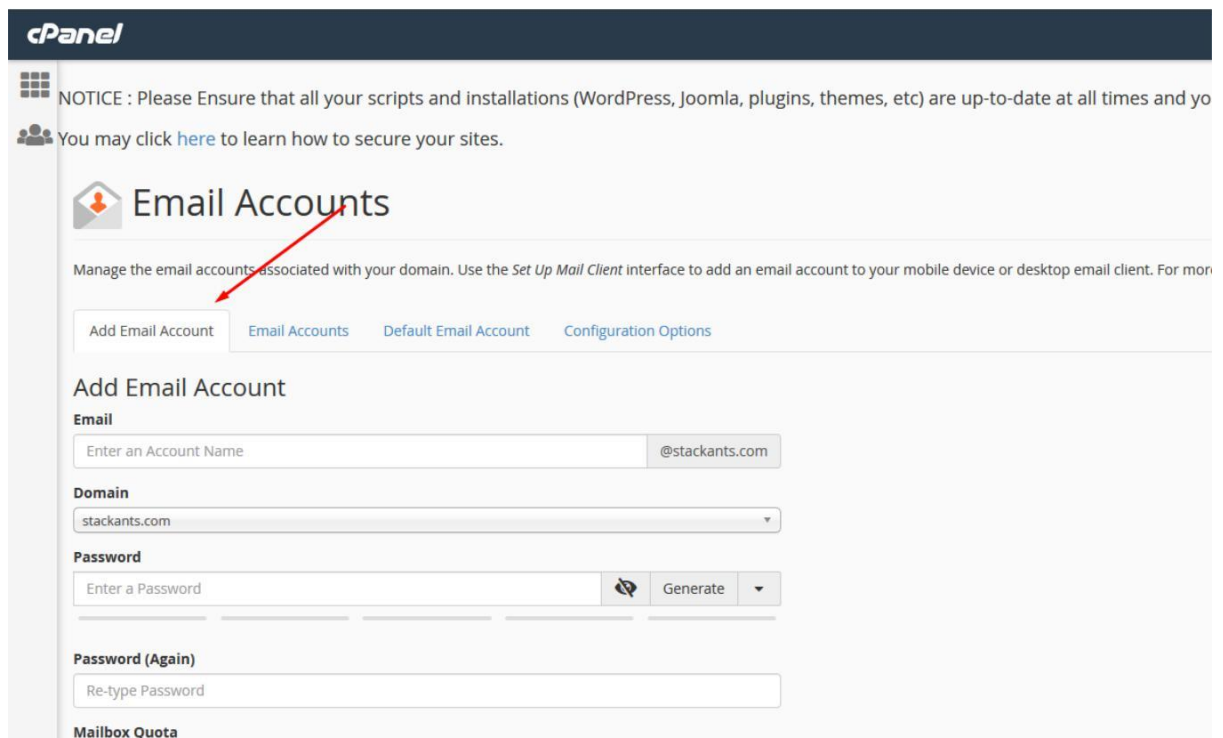 cPanel
NOTICE : Please Ensure that all your scripts and installations (WordPress, Joomla, plugins, themes, etc) are up-to-date at all times and yo
You may click here to learn how to secure your sites.
Email Accounts
Manage the email accounts associated with your domain. Use the Set Up Mail Client interface to add an email account to your mobile device or desktop email client. For more
Add Email Account Email Accounts Default Email Account Configuration Options
Add Email Account
Email
Enter an Account Name @stackants.com
Domain
stackants.com
Password
Enter a Password Generate
Password (Again)
Re-type Password
Mailbox Quota